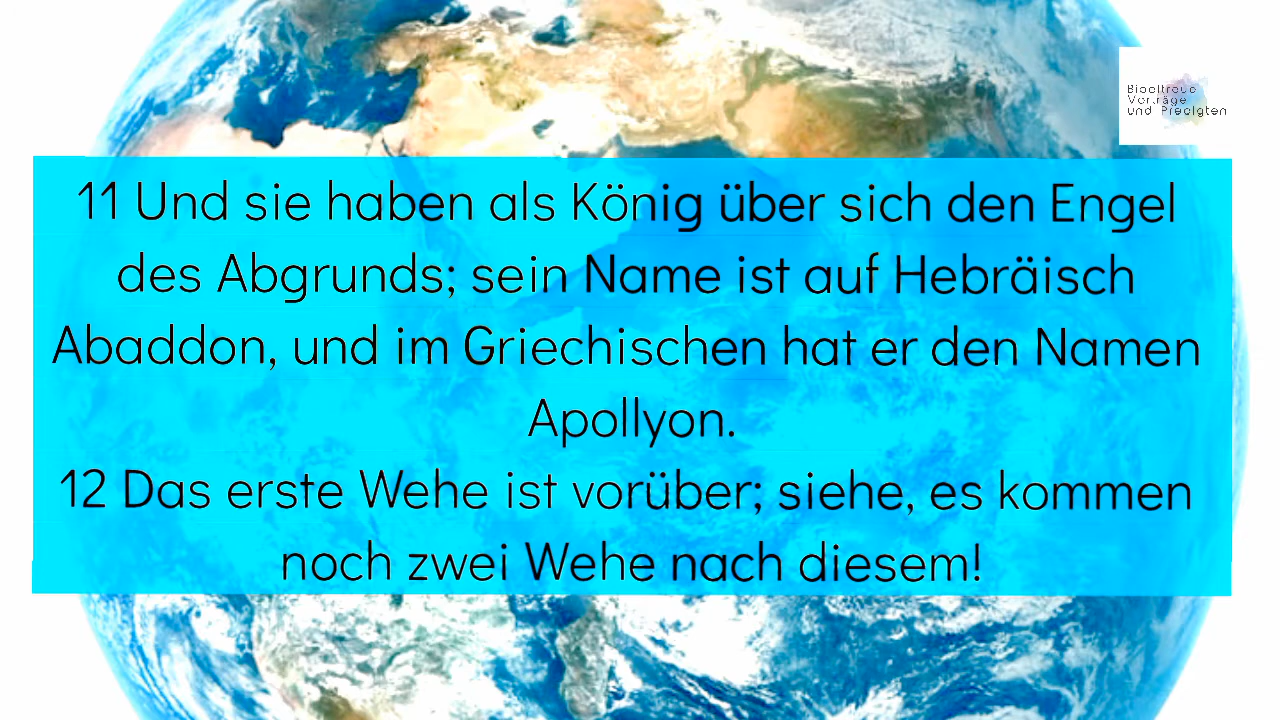 Bibeltreue
Vorträge
und Predigten
11 Und sie haben als König über sich den Engel
des Abgrunds; sein Name ist auf Hebräisch
Abaddon, und im Griechischen hat er den Namen
Apollyon.
12 Das erste Wehe ist vorüber; siehe, es kommen
noch zwei Wehe nach diesem!